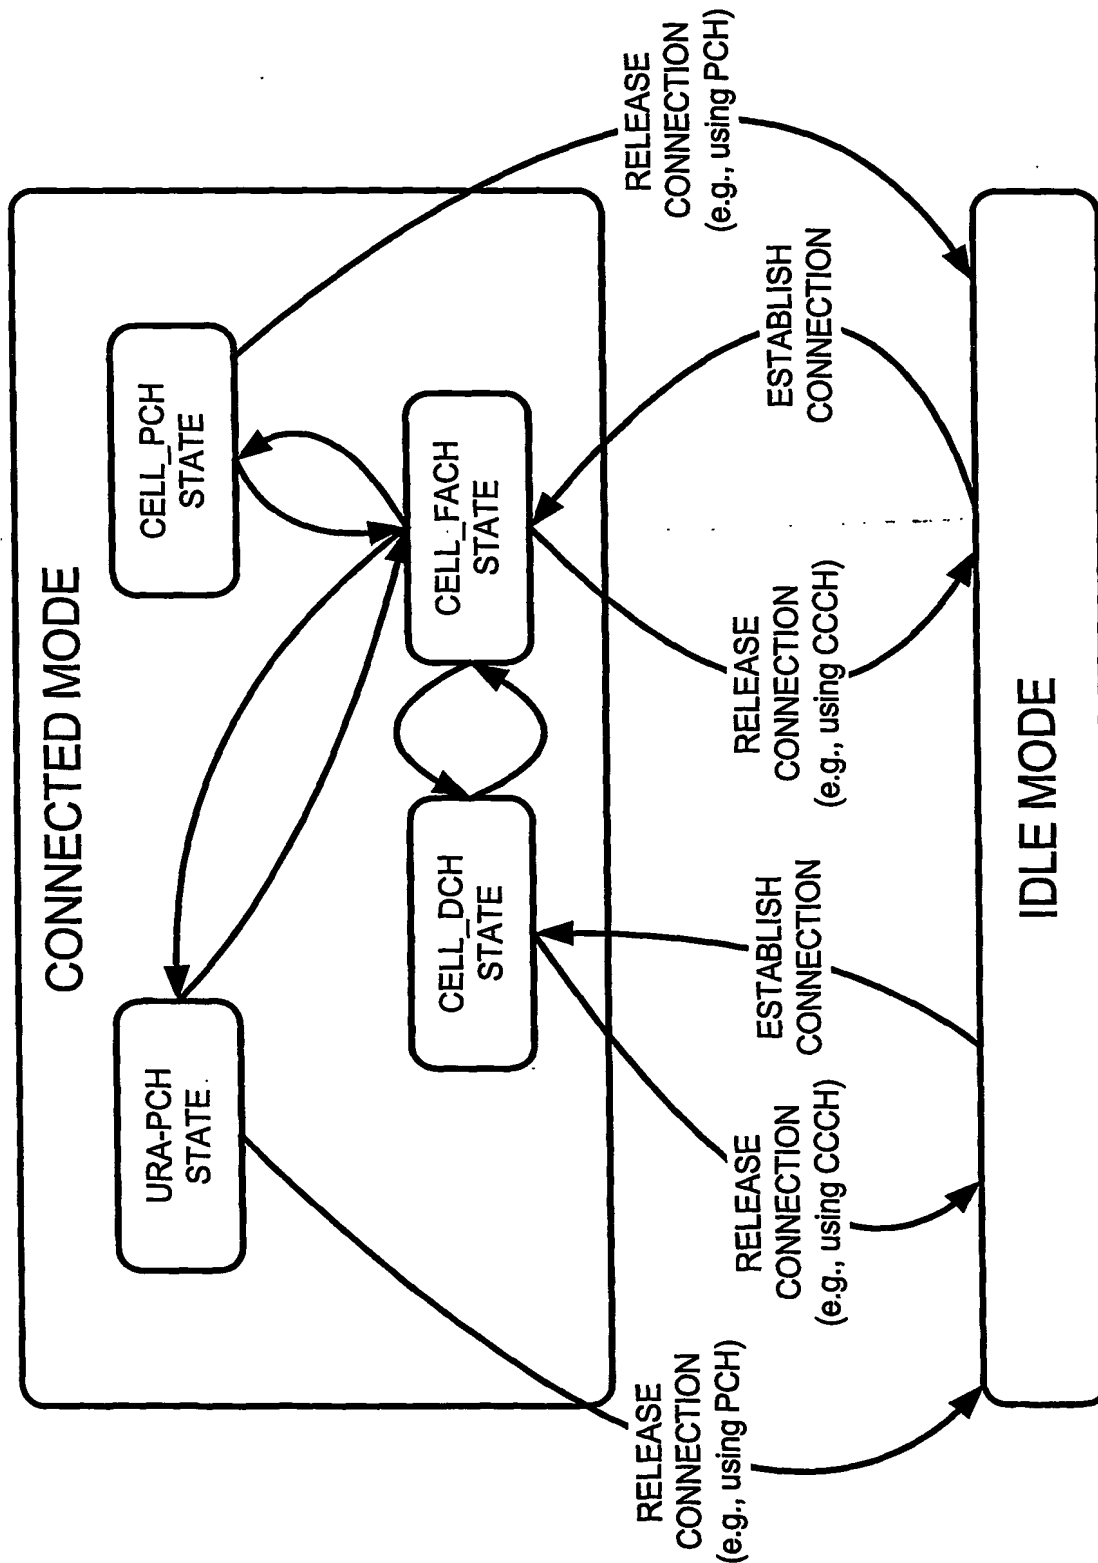 CONNECTED MODE
URA-PCH
STATE
CELL_PCH
STATE
CELL_DCH
STATE
CELL_FACH
STATE
RELEASE
CONNECTION
(e.g., using PCH)
RELEASE
CONNECTION
(e.g., using CCCH)
ESTABLISH
CONNECTION
RELEASE
CONNECTION
(e.g., using CCCH)
ESTABLISH
CONNECTION
RELEASE
CONNECTION
(e.g., using PCH)
IDLE MODE